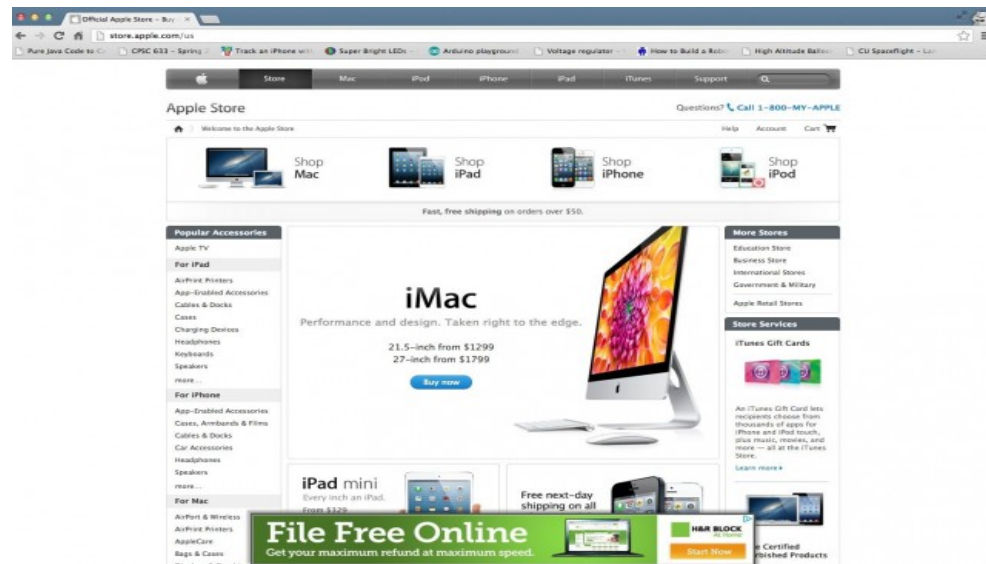 Official Apple Store - Buy
store.apple.com/us
Pure Java Code to C
CPSC 633 - Spring 2
Track an iPhone with
Super Bright LEDs -
Arduino playground
Voltage regulator -
How to Build a Robo
High Altitude Balloo
CU Spaceflight - La
Store Mac iPod iPhone iPad iTunes Support
Apple Store
Questions? Call 1-800-MY-APPLE
Welcome to the Apple Store
Help Account Cart
Shop Mac
Shop iPad
Shop iPhone
Shop iPod
Fast, free shipping on orders over $50.
Popular Accessories
Apple TV
For iPad
AirPrint Printers
App-Enabled Accessories
Cables & Docks
Cases
Charging Devices
Headphones
Keyboards
Speakers
more...
For iPhone
App-Enabled Accessories
Cases, Armbands & Films
Cables & Docks
Car Accessories
Headphones
Speakers
more...
For Mac
AirPort & Wireless
AirPrint Printers
AppleCare
Bags & Cases
iMac
Performance and design. Taken right to the edge.
21.5-inch from $1299
27-inch from $1799
Buy now
iPad mini
Every inch an iPad.
From $329
Free next-day
shipping on all
More Stores
Education Store
Business Store
International Stores
Government & Military
Apple Retail Stores
Store Services
iTunes Gift Cards
An iTunes Gift Card lets
recipients choose from
thousands of apps for
iPhone and iPod touch,
plus music, movies, and
more — all at the iTunes
Store.
Learn more
Certified
rbished Products
File Free Online
Get your maximum refund at maximum speed.
H&R BLOCK
At Home
Start Now